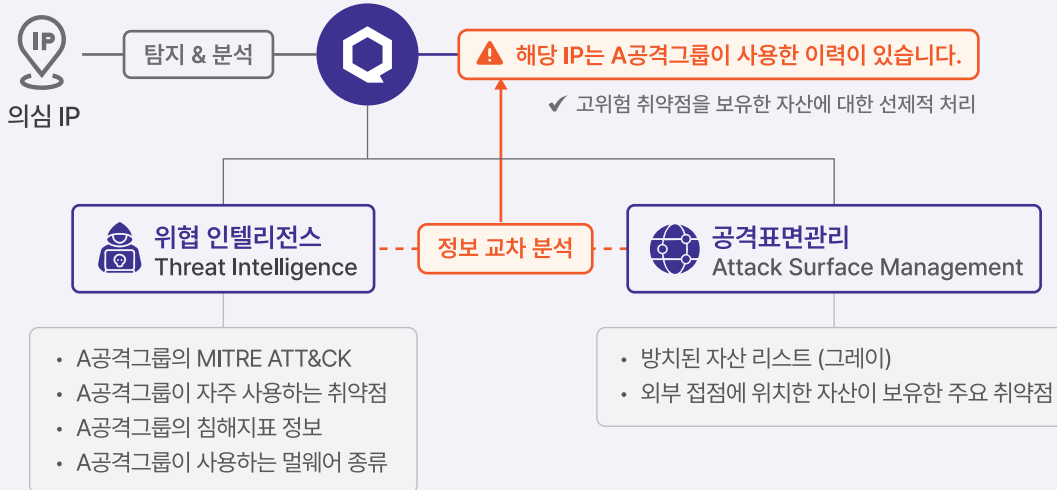 IP
의심 IP
탐지 & 분석
Q
해당 IP는 A공격그룹이 사용한 이력이 있습니다.
✔ 고위험 취약점을 보유한 자산에 대한 선제적 처리
위협 인텔리전스
Threat Intelligence
정보 교차 분석
공격표면관리
Attack Surface Management
• A공격그룹의 MITRE ATT&CK
• A공격그룹이 자주 사용하는 취약점
• A공격그룹의 침해지표 정보
• A공격그룹이 사용하는 멀웨어 종류
• 방치된 자산 리스트 (그레이)
• 외부 접점에 위치한 자산이 보유한 주요 취약점